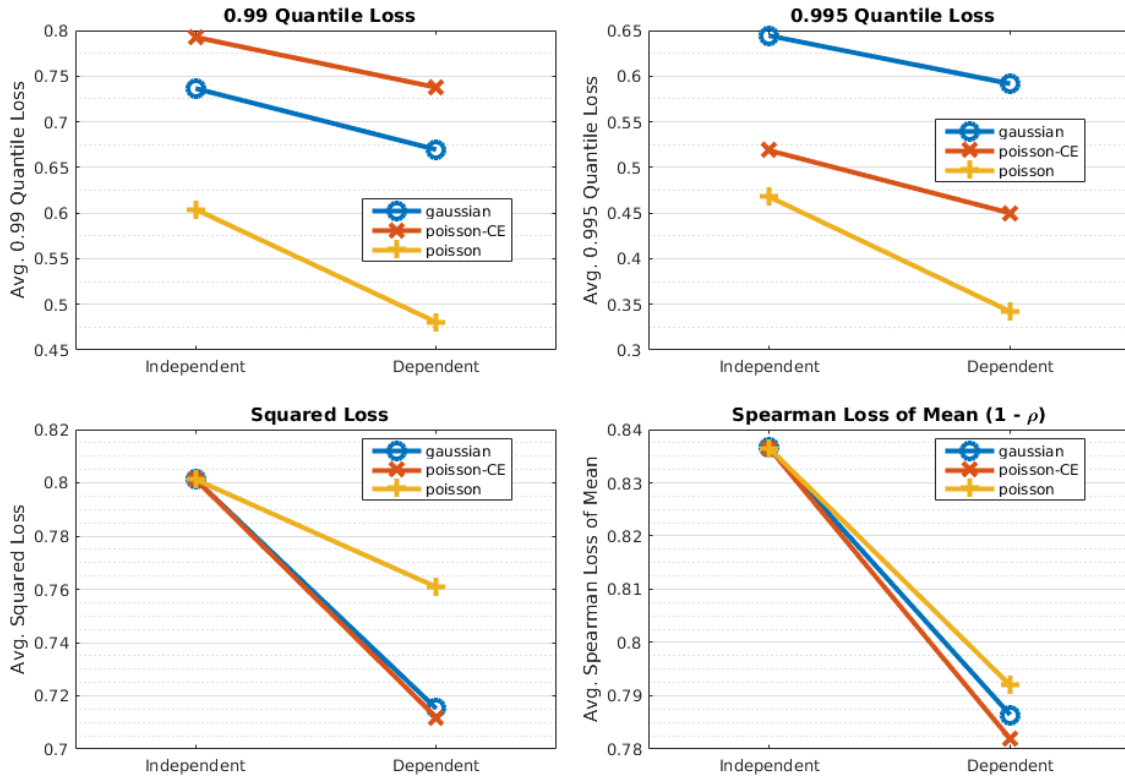 0.99 Quantile Loss
Avg. 0.99 Quantile Loss
0.8
0.75
0.7
0.65
0.6
0.55
0.5
0.45
gaussian
poisson-CE
poisson
Independent
Dependent
0.995 Quantile Loss
Avg. 0.995 Quantile Loss
0.65
0.6
0.55
0.5
0.45
0.4
0.35
0.3
gaussian
poisson-CE
poisson
Independent
Dependent
Squared Loss
Avg. Squared Loss
0.82
0.8
0.78
0.76
0.74
0.72
0.7
gaussian
poisson-CE
poisson
Independent
Dependent
Spearman Loss of Mean (1 - ρ)
Avg. Spearman Loss of Mean
0.84
0.83
0.82
0.81
0.8
0.79
0.78
gaussian
poisson-CE
poisson
Independent
Dependent